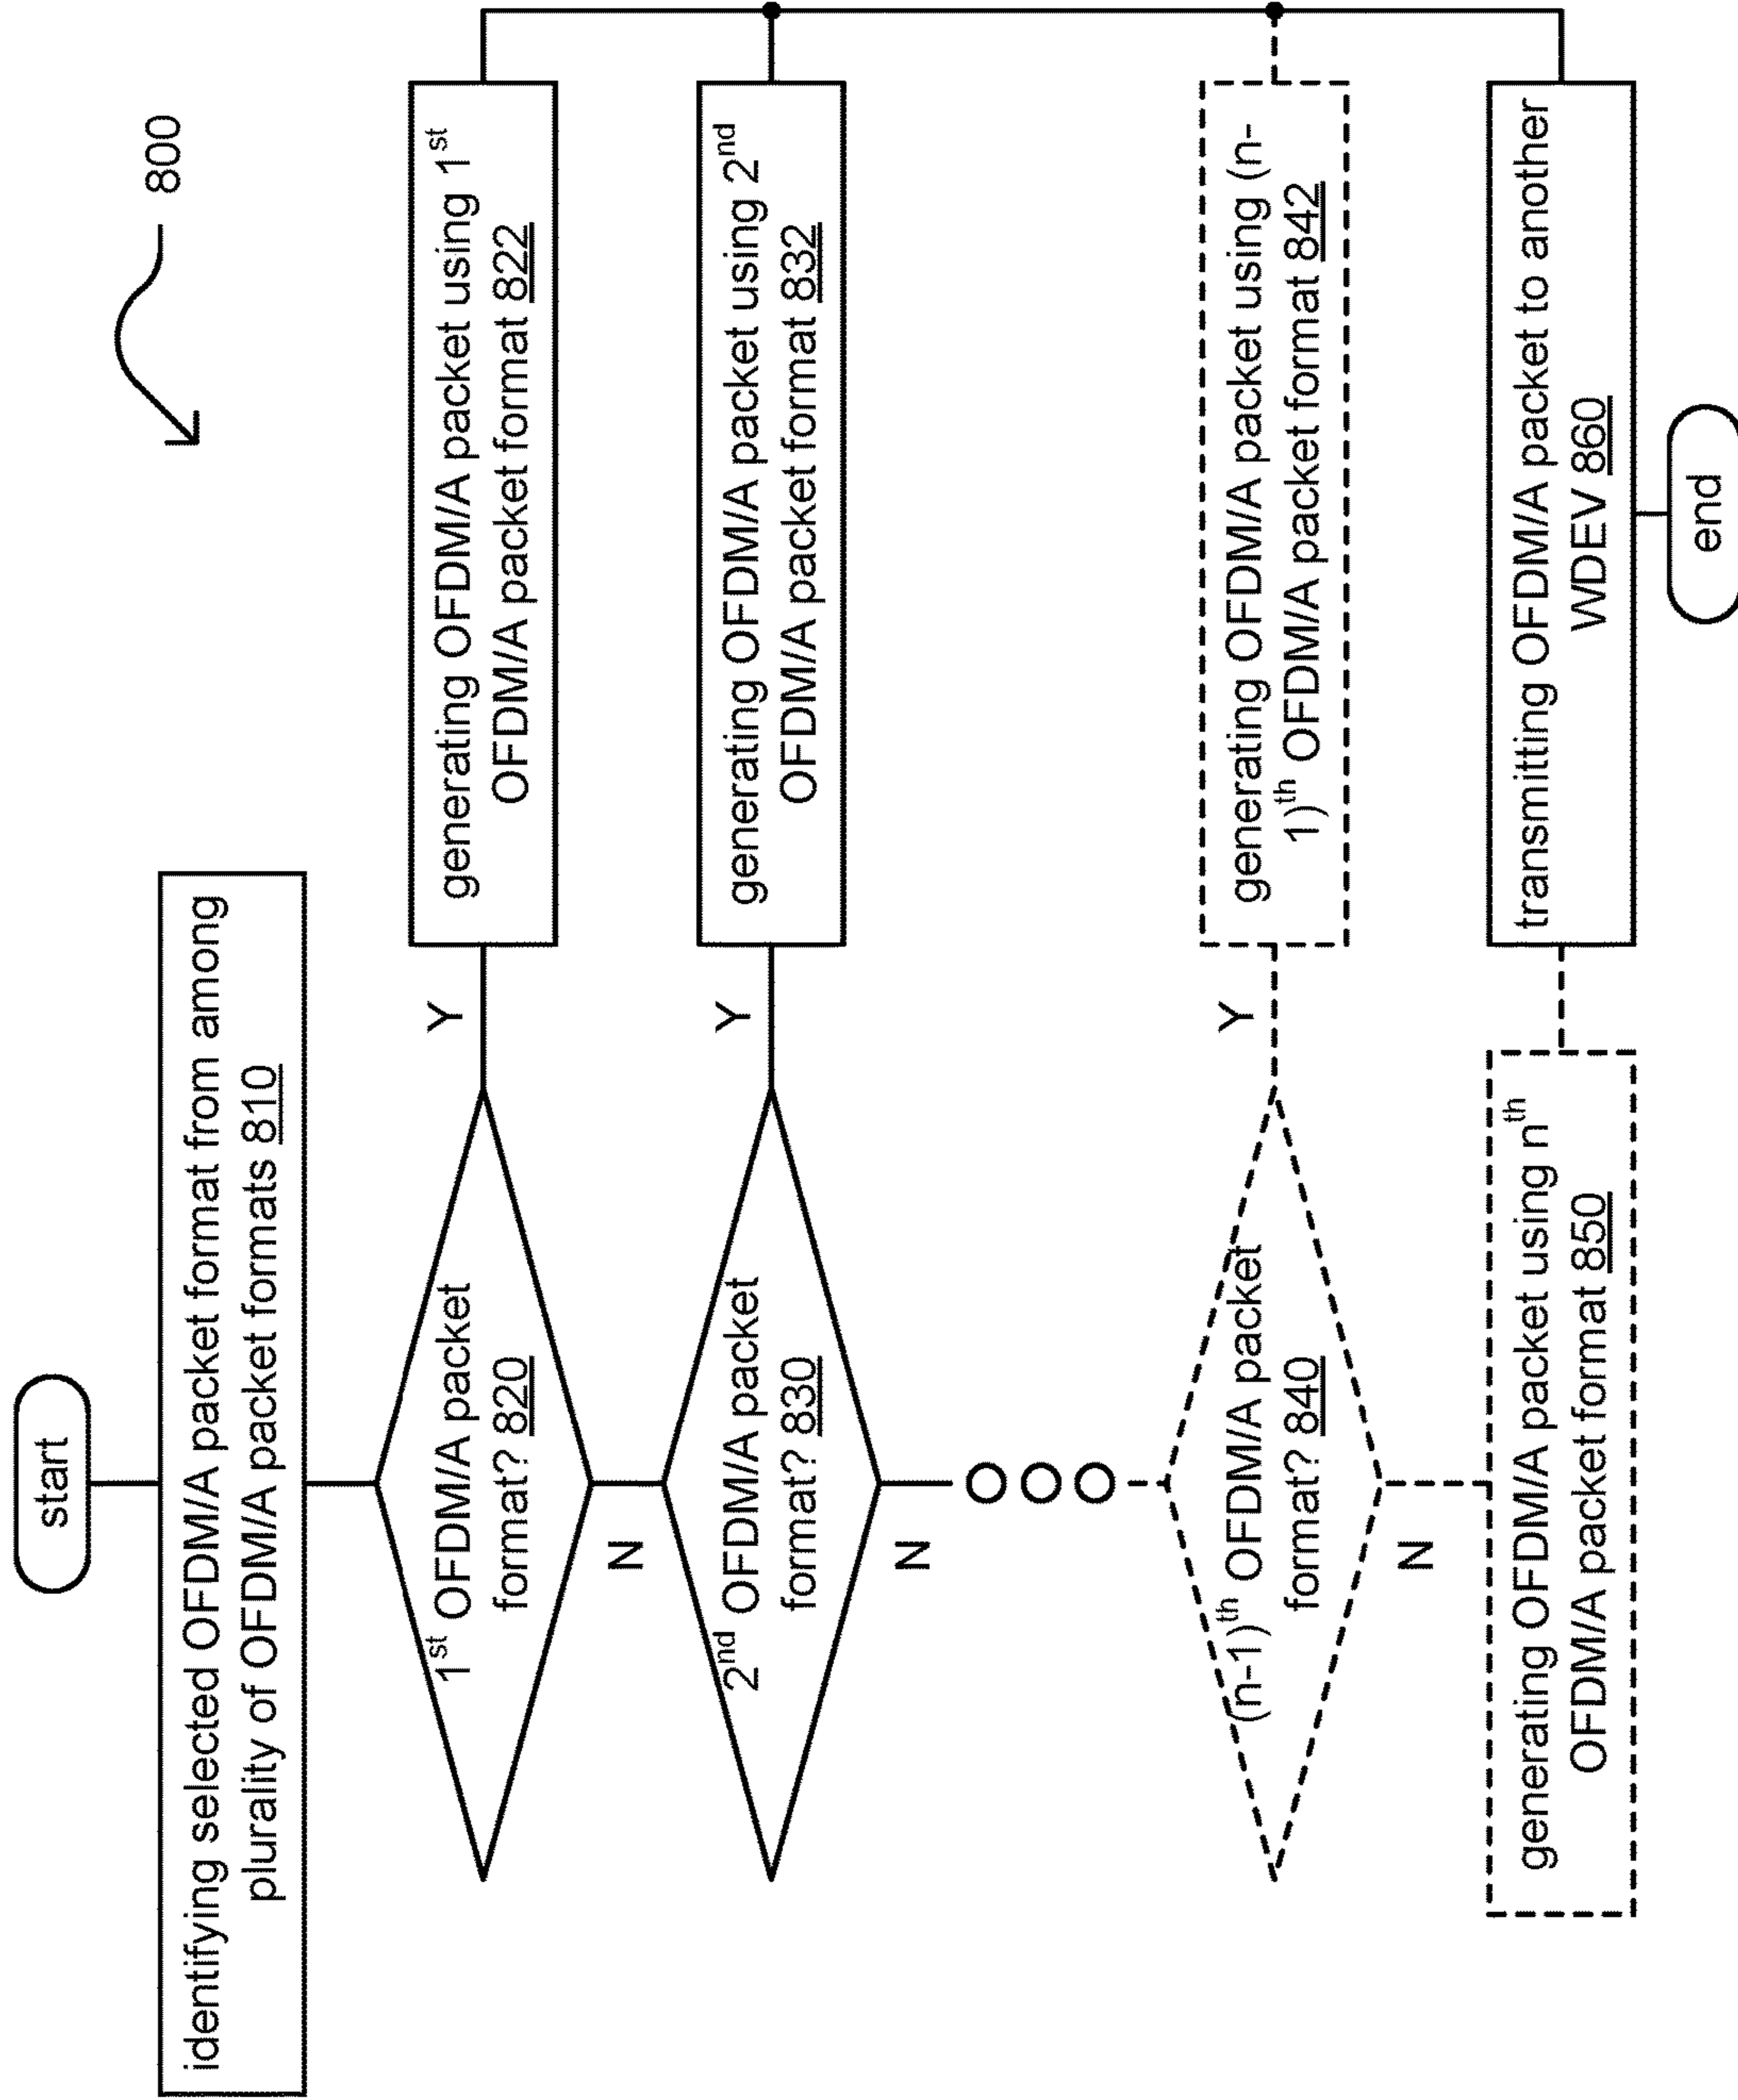 800
start
identifying selected OFDM/A packet format from among
plurality of OFDM/A packet formats 810
1st OFDM/A packet
format? 820
Y
generating OFDM/A packet using 1st
OFDM/A packet format 822
N
2nd OFDM/A packet
format? 830
Y
generating OFDM/A packet using 2nd
OFDM/A packet format 832
N
(n-1)th OFDM/A packet
format? 840
Y
generating OFDM/A packet using (n-
1)th OFDM/A packet format 842
N
generating OFDM/A packet using nth
OFDM/A packet format 850
transmitting OFDM/A packet to another
WDEV 860
end